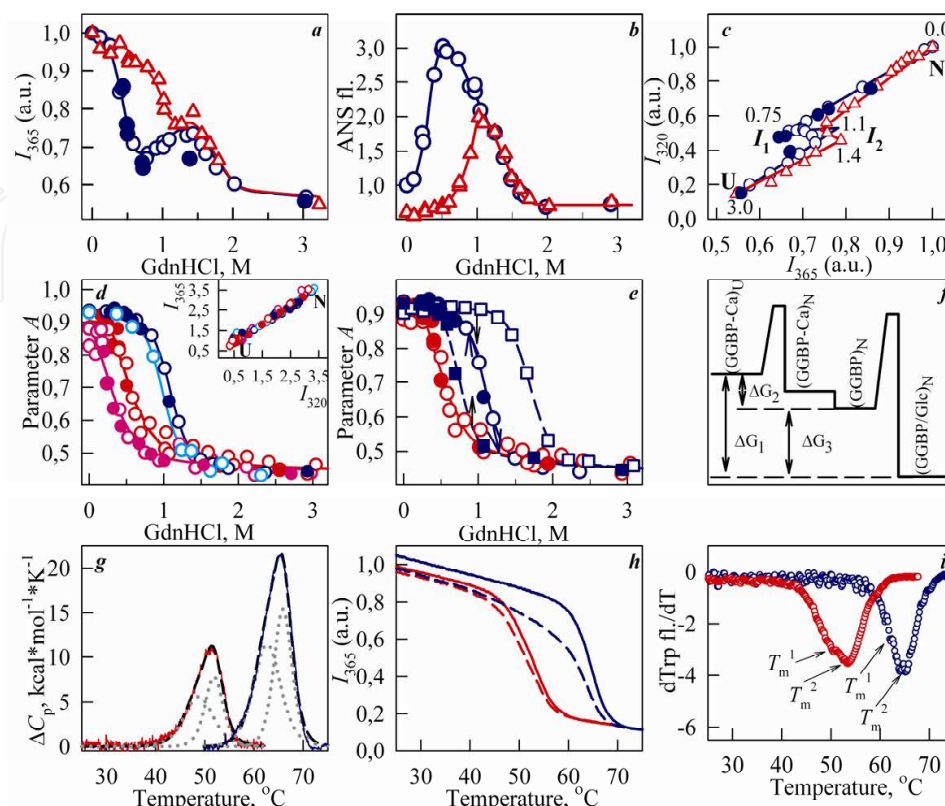 a
1,0
0,9
0,8
0,7
0,6
I365 (a.u.)
0
1
2
3
GdnHCl, M
b
3,0
2,0
1,0
ANS fl.
0
1
2
3
GdnHCl, M
c
1,0
0,8
0,6
0,4
0,2
0,0
I320 (a.u.)
0.0
N
0.75
I1
1.1
I2
1.4
U
3.0
0,5
0,6
0,7
0,8
0,9
1,0
I365 (a.u.)
d
0,9
0,8
0,7
0,6
0,5
Parameter A
I365
3,5
2,5
1,5
0,5
N
U
0,5
1,5
2,5
3,5
I320
0
1
2
3
GdnHCl, M
e
0,9
0,8
0,7
0,6
0,5
Parameter A
0
1
2
3
GdnHCl, M
f
(GGBP-Ca)U
(GGBP-Ca)N
(GGBP)N
(GGBP/Glc)N
ΔG2
ΔG1
ΔG3
g
20
15
10
5
0
ΔCp, kcal*mol-1*K-1
30
40
50
60
70
Temperature, oC
h
1,0
0,8
0,6
0,4
0,2
0,0
I365 (a.u.)
30
40
50
60
70
Temperature, oC
i
0
-2
-4
-6
dTrp fl./dT
Tm1
Tm2
Tm1
Tm2
30
40
50
60
70
Temperature, oC